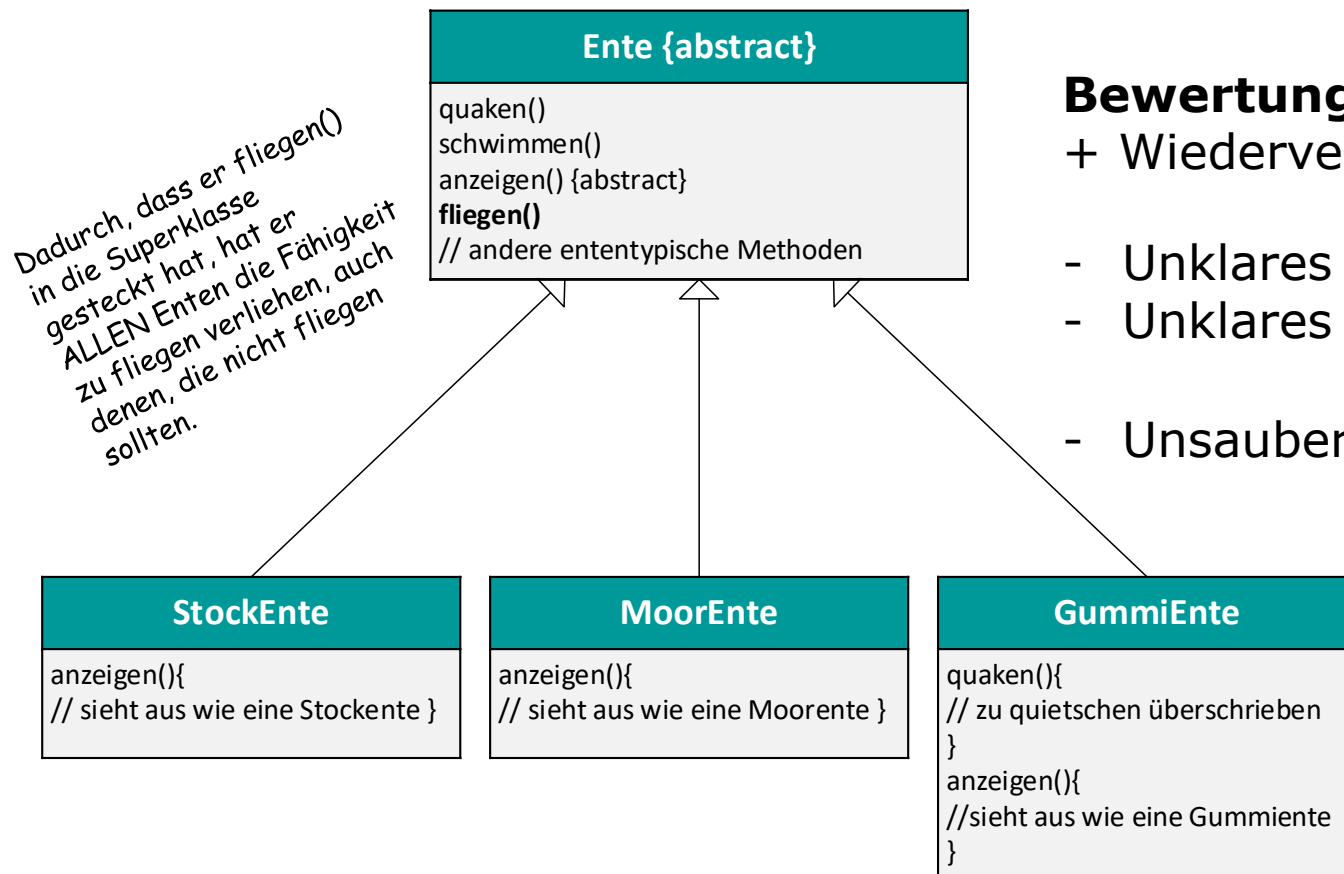 Ente {abstract}
quaken()
schwimmen()
anzeigen() {abstract}
fliegen()
// andere ententypische Methoden
Dadurch, dass er fliegen()
in die Superklasse
gesteckt hat, hat er
ALLEN Enten die Fähigkeit
zu fliegen verliehen, auch
denen, die nicht fliegen
sollten.
Bewertung
+ Wiederve
- Unklares
- Unklares
- Unsauber
StockEnte
anzeigen(){
// sieht aus wie eine Stockente }
MoorEnte
anzeigen(){
// sieht aus wie eine Moorente }
GummiEnte
quaken(){
// zu quietschen überschrieben
}
anzeigen(){
//sieht aus wie eine Gummiente
}